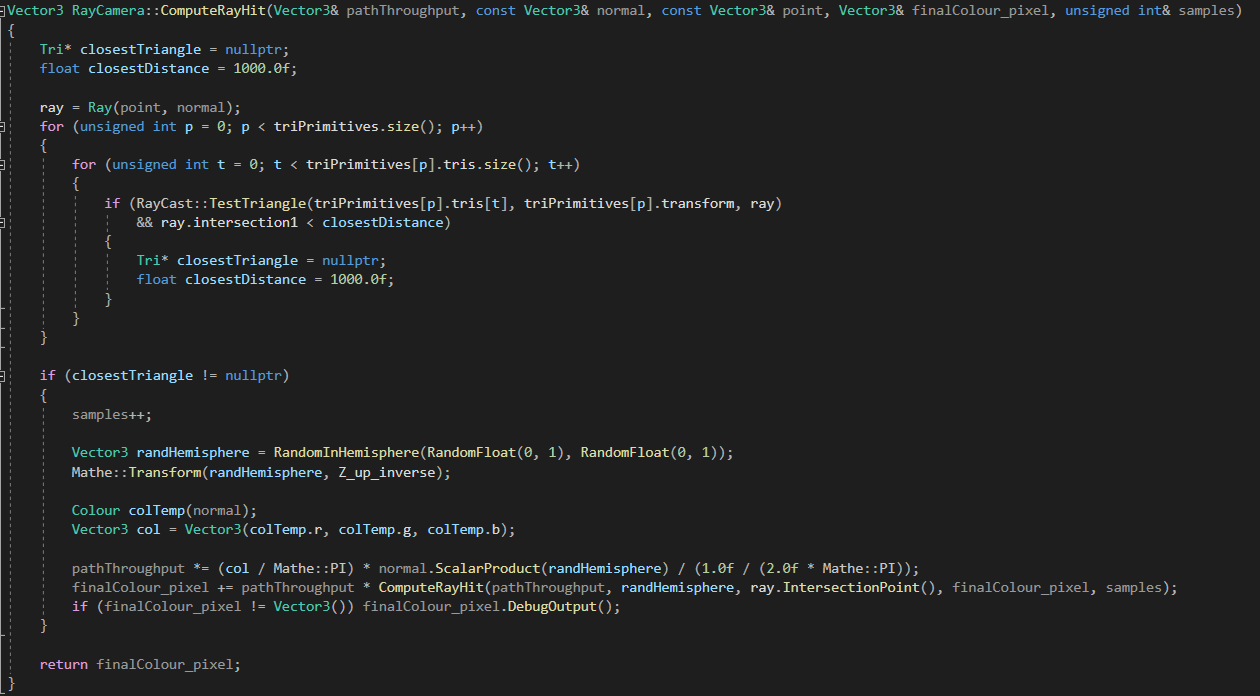 Vector3 RayCamera::ComputeRayHit(Vector3& pathThroughput, const Vector3& normal, const Vector3& point, Vector3& finalColour_pixel, unsigned int& samples)
{
    Tri* closestTriangle = nullptr;
    float closestDistance = 1000.0f;

    ray = Ray(point, normal);
    for (unsigned int p = 0; p < triPrimitives.size(); p++)
    {
        for (unsigned int t = 0; t < triPrimitives[p].tris.size(); t++)
        {
            if (RayCast::TestTriangle(triPrimitives[p].tris[t], triPrimitives[p].transform, ray)
                && ray.intersection1 < closestDistance)
            {
                Tri* closestTriangle = nullptr;
                float closestDistance = 1000.0f;
            }
        }
    }

    if (closestTriangle != nullptr)
    {
        samples++;

        Vector3 randHemisphere = RandomInHemisphere(RandomFloat(0, 1), RandomFloat(0, 1));
        Mathe::Transform(randHemisphere, Z_up_inverse);

        Colour colTemp(normal);
        Vector3 col = Vector3(colTemp.r, colTemp.g, colTemp.b);

        pathThroughput *= (col / Mathe::PI) * normal.ScalarProduct(randHemisphere) / (1.0f / (2.0f * Mathe::PI));
        finalColour_pixel += pathThroughput * ComputeRayHit(pathThroughput, randHemisphere, ray.IntersectionPoint(), finalColour_pixel, samples);
        if (finalColour_pixel != Vector3()) finalColour_pixel.DebugOutput();
    }

    return finalColour_pixel;
}